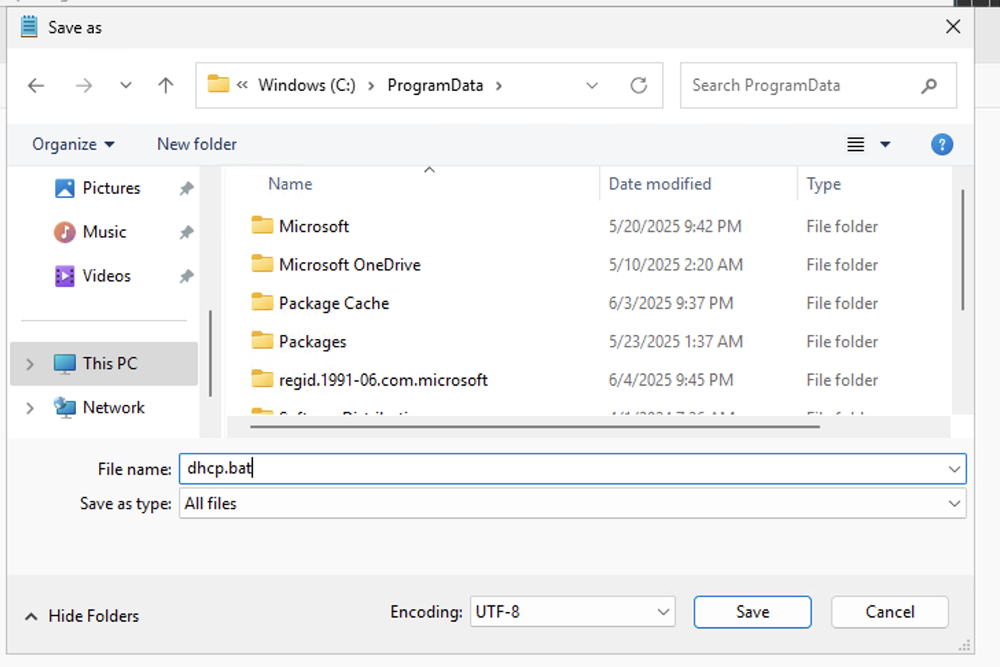 Save as
« Windows (C:) > ProgramData >
Search ProgramData
Organize
New folder
?
Pictures
Music
Videos
This PC
Network
Name Date modified Type
Microsoft 5/20/2025 9:42 PM File folder
Microsoft OneDrive 5/10/2025 2:20 AM File folder
Package Cache 6/3/2025 9:37 PM File folder
Packages 5/23/2025 1:37 AM File folder
regid.1991-06.com.microsoft 6/4/2025 9:45 PM File folder
File name: dhcp.bat
Save as type: All files
Hide Folders
Encoding: UTF-8
Save
Cancel